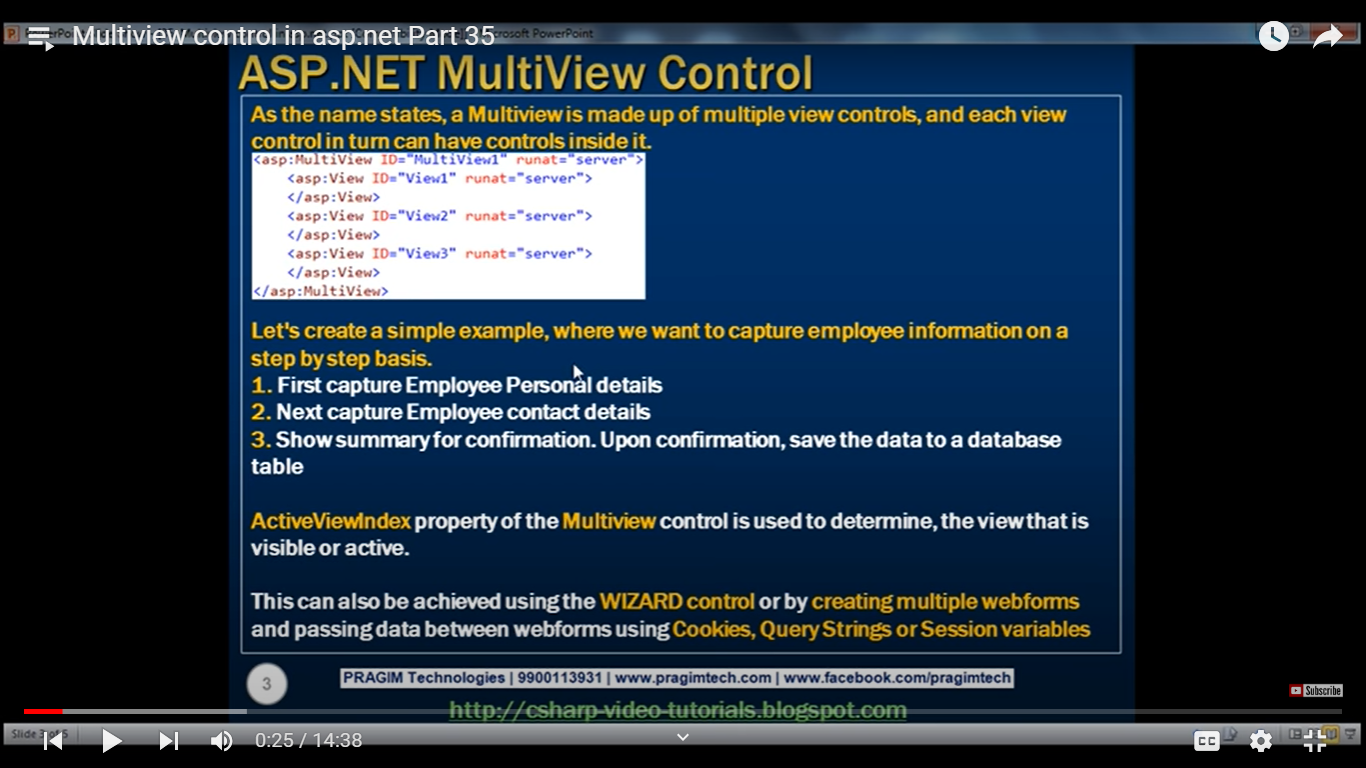 Multiview control in asp.net Part 35
ASP.NET MultiView Control
As the name states, a Multiview is made up of multiple view controls, and each view
control in turn can have controls inside it.
<asp:MultiView ID="MultiView1" runat="server">
<asp:View ID="View1" runat="server">
</asp:View>
<asp:View ID="View2" runat="server">
</asp:View>
<asp:View ID="View3" runat="server">
</asp:View>
</asp:MultiView>
Let's create a simple example, where we want to capture employee information on a
step by step basis.
1. First capture Employee Personal details
2. Next capture Employee contact details
3. Show summary for confirmation. Upon confirmation, save the data to a database
table
ActiveViewIndex property of the Multiview control is used to determine, the view that is
visible or active.
This can also be achieved using the WIZARD control or by creating multiple webforms
and passing data between webforms using Cookies, Query Strings or Session variables
3
PRAGIM Technologies | 9900113931 | www.pragimtech.com | www.facebook.com/pragimtech
Subscribe
http://csharp-video-tutorials.blogspot.com
0:25 / 14:38
CC